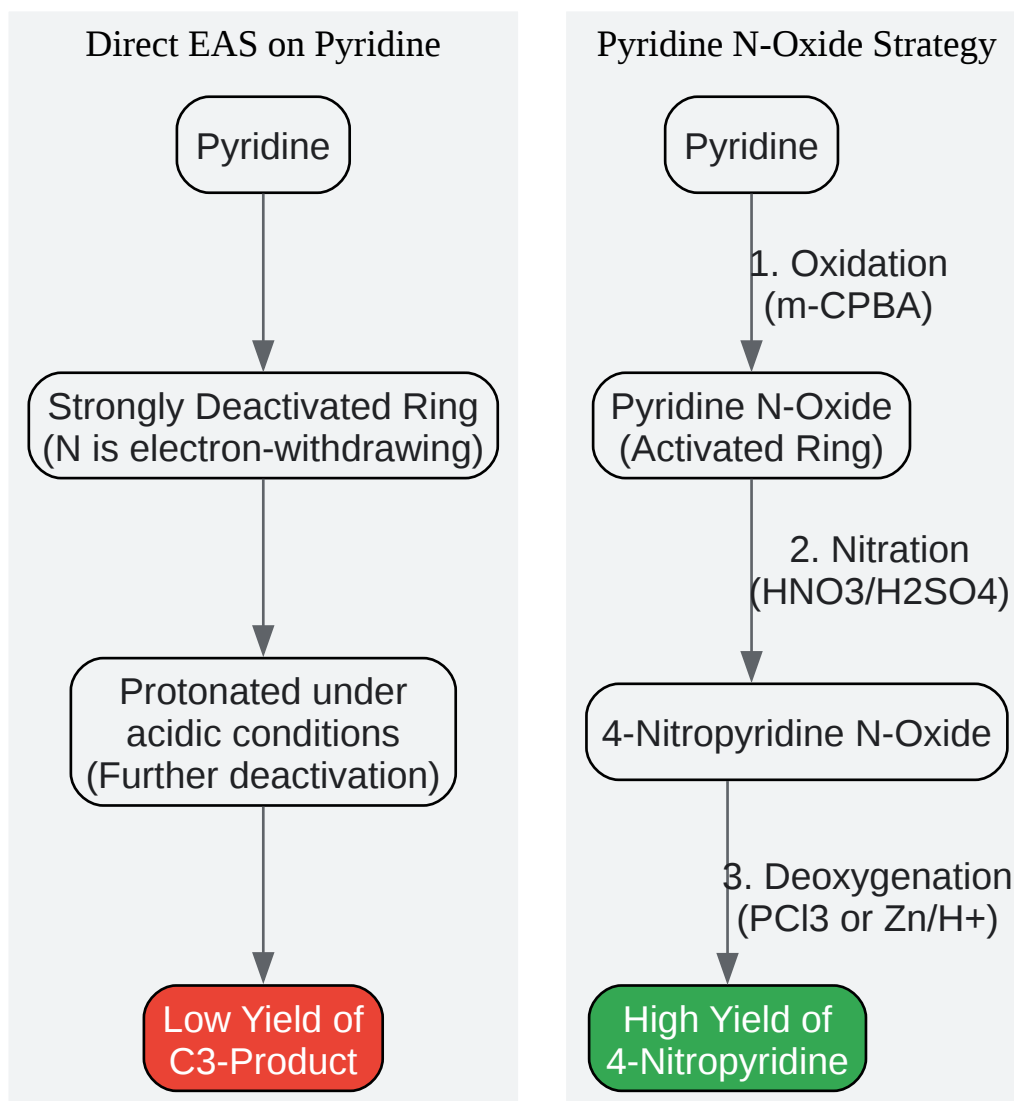 Direct EAS on Pyridine
Pyridine
Strongly Deactivated Ring
(N is electron-withdrawing)
Protonated under
acidic conditions
(Further deactivation)
Low Yield of
C3-Product
Pyridine N-Oxide Strategy
Pyridine
1. Oxidation
(m-CPBA)
Pyridine N-Oxide
(Activated Ring)
2. Nitration
(HNO3/H2SO4)
4-Nitropyridine N-Oxide
3. Deoxygenation
(PCl3 or Zn/H+)
High Yield of
4-Nitropyridine